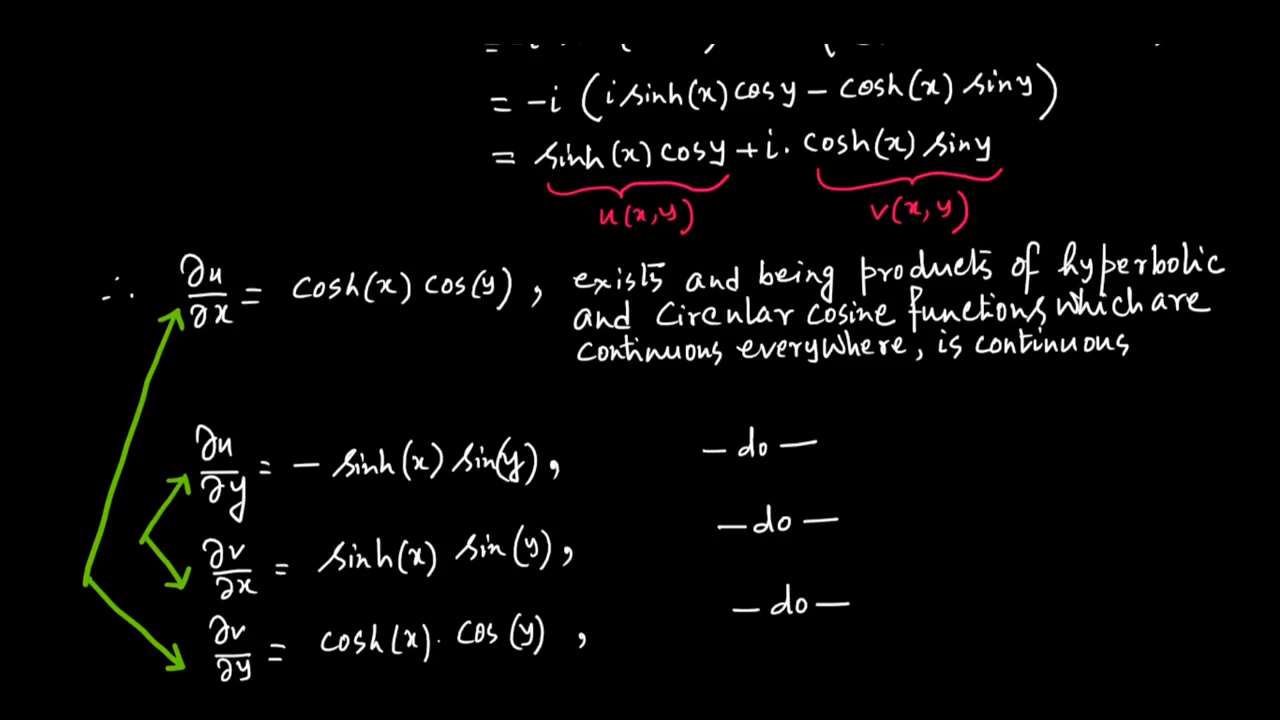 = -i (i sinh(x) cosy - cosh(x) siny)
= sinh(x) cosy + i. cosh(x) siny
u(x,y) v(x,y)
∴ ∂u/∂x = cosh(x) cos(y), exists and being products of hyperbolic
and circular cosine functions which are
continuous everywhere, is continuous
∂u/∂y = - sinh(x) sin(y), -do-
∂v/∂x = sinh(x) sin(y), -do-
∂v/∂y = cosh(x). cos(y), -do-